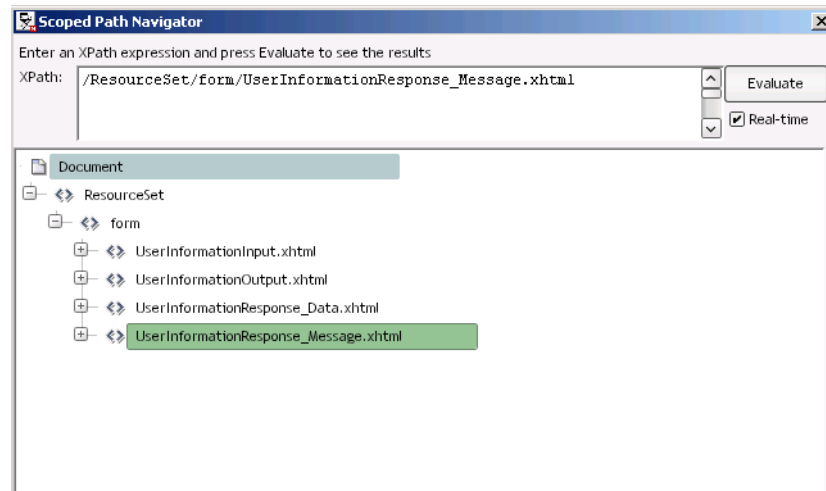 Scoped Path Navigator
Enter an XPath expression and press Evaluate to see the results
XPath: /ResourceSet/form/UserInformationResponse_Message.xhtml Evaluate
Real-time
Document
ResourceSet
form
UserInformationInput.xhtml
UserInformationOutput.xhtml
UserInformationResponse_Data.xhtml
UserInformationResponse_Message.xhtml